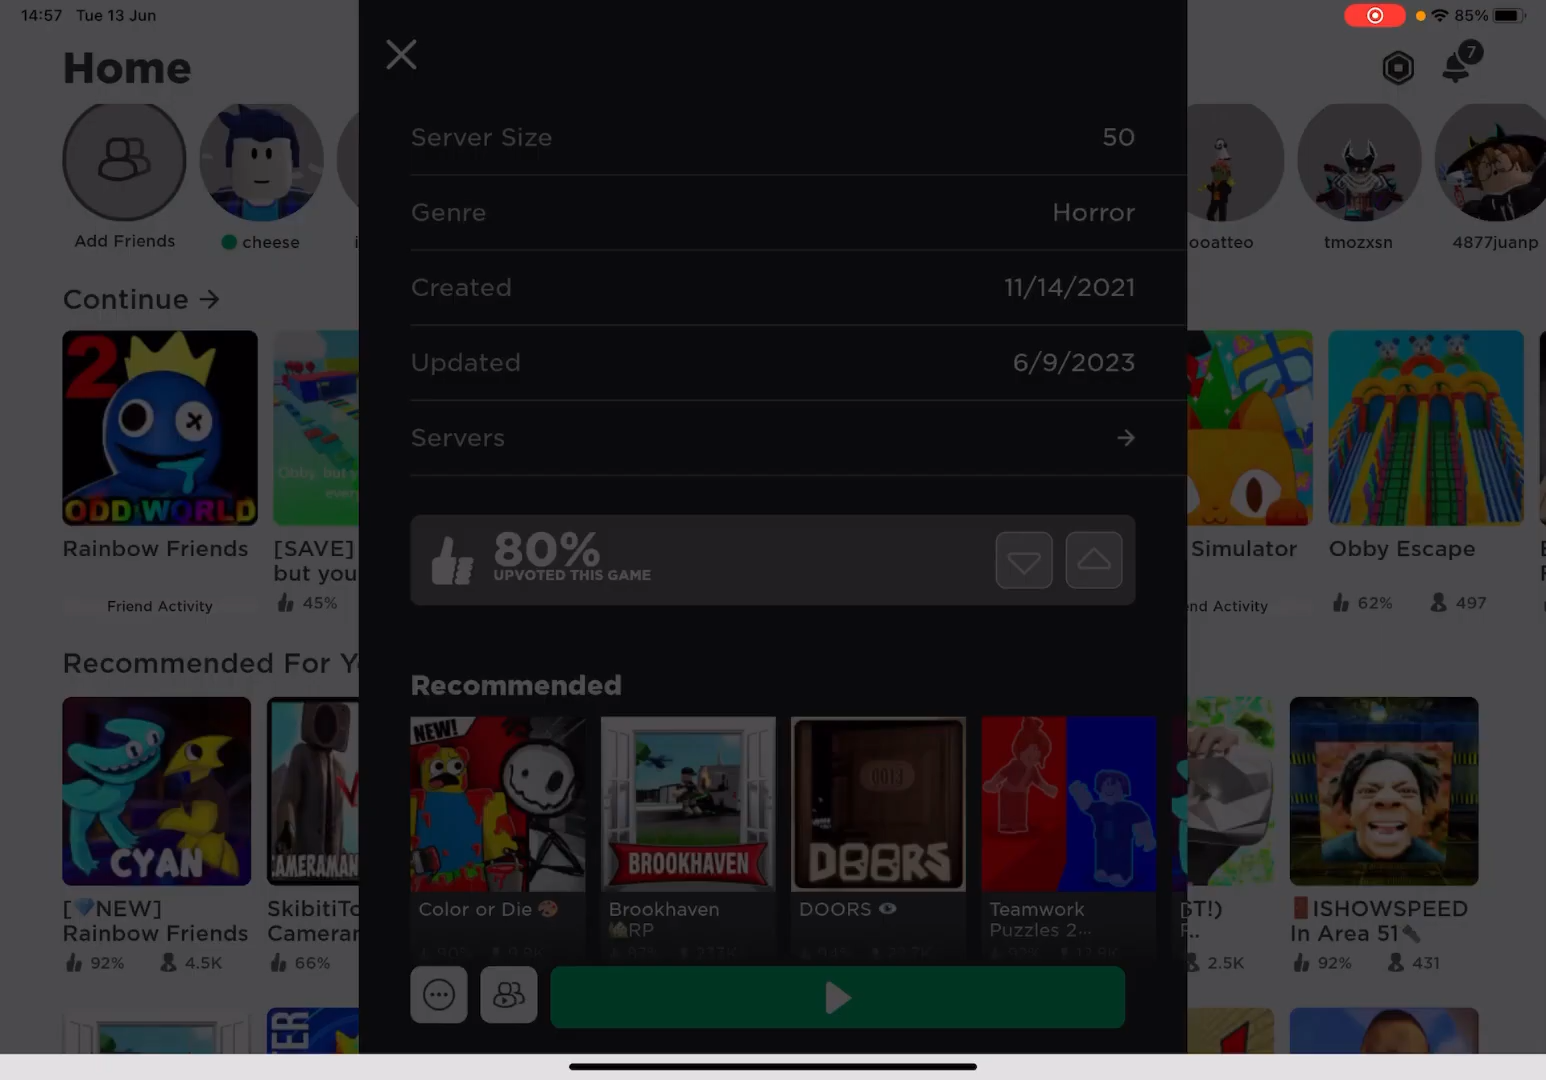 14:57 Tue 13 Jun
85%
Home
7
Add Friends
cheese
ooatteo
tmozxsn
4877juanp
Continue →
2
ODD WORLD
Rainbow Friends
Friend Activity
[SAVE]
but you
45%
Server Size 50
Genre Horror
Created 11/14/2021
Updated 6/9/2023
Servers →
80%
UPVOTED THIS GAME
Simulator
nd Activity
Obby Escape
62% 497
Recommended For Y
CYAN
[💎NEW]
Rainbow Friends
92% 4.5K
CAMERAMAN
SkibitiTo
Camerar
66%
Recommended
NEW!
Color or Die 🎨
BROOKHAVEN
Brookhaven
🏡RP
0013
DOORS
DOORS 👁️
Teamwork
Puzzles 2...
ST!)
2.5K
🚪ISHOWSPEED
In Area 51🔦
92% 431